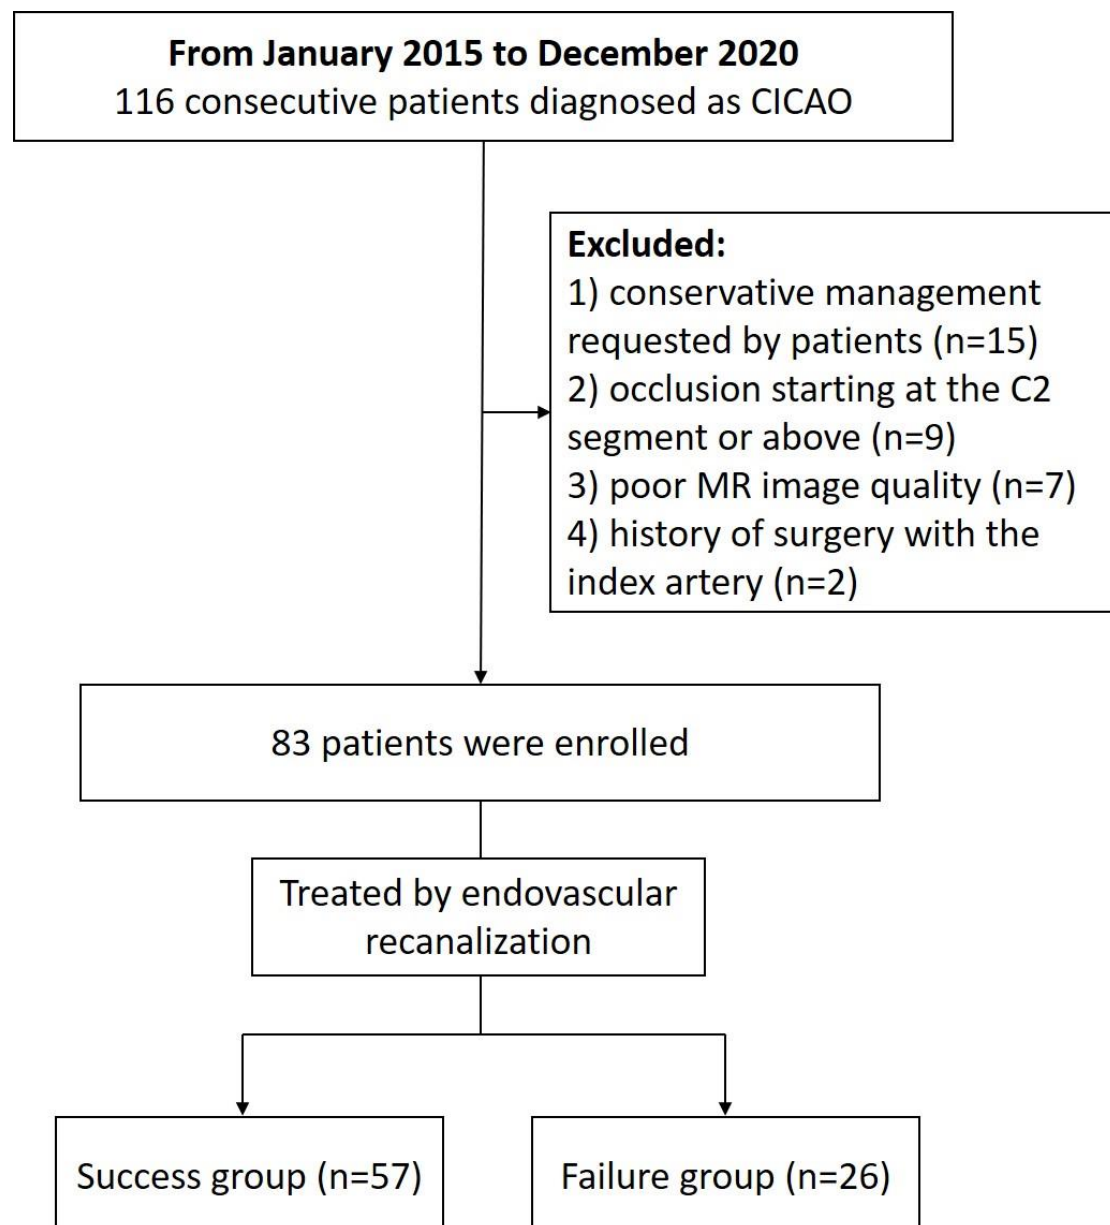 From January 2015 to December 2020
116 consecutive patients diagnosed as CICAO
Excluded:
1) conservative management
requested by patients (n=15)
2) occlusion starting at the C2
segment or above (n=9)
3) poor MR image quality (n=7)
4) history of surgery with the
index artery (n=2)
83 patients were enrolled
Treated by endovascular
recanalization
Success group (n=57)
Failure group (n=26)